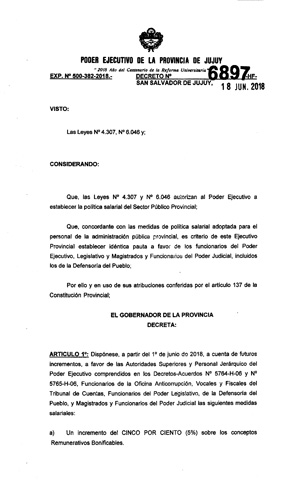 PODER EJECUTIVO DE LA PROVINCIA DE JUJUY
"2018 Año del Centenario de la Reforma Universitaria"
EXP. Nº 500-382-2018.- DECRETO Nº 6897-HF-
SAN SALVADOR DE JUJUY, 18 JUN. 2018
VISTO:
Las Leyes Nº 4.307, Nº 6.046 y;
CONSIDERANDO:
Que, las Leyes Nº 4.307 y Nº 6.046 autorizan al Poder Ejecutivo a
establecer la política salarial del Sector Público Provincial;
Que, concordante con las medidas de política salarial adoptada para el
personal de la administración pública provincial, es criterio de este Ejecutivo
Provincial establecer idéntica pauta a favor de los funcionarios del Poder
Ejecutivo, Legislativo y Magistrados y Funcionarios del Poder Judicial, incluidos
los de la Defensoría del Pueblo,
Por ello y en uso de sus atribuciones conferidas por el artículo 137 de la
Constitución Provincial;
EL GOBERNADOR DE LA PROVINCIA
DECRETA:
ARTICULO 1º: Dispónese, a partir del 1º de junio de 2018, a cuenta de futuros
incrementos, a favor de las Autoridades Superiores y Personal Jerárquico del
Poder Ejecutivo comprendidos en los Decretos-Acuerdos Nº 5764-H-06 y Nº
5765-H-06, Funcionarios de la Oficina Anticorrupción, Vocales y Fiscales del
Tribunal de Cuentas, Funcionarios del Poder Legislativo, de la Defensoría del
Pueblo, y Magistrados y Funcionarios del Poder Judicial las siguientes medidas
salariales:
a) Un incremento del CINCO POR CIENTO (5%) sobre los conceptos
Remunerativos Bonificables.